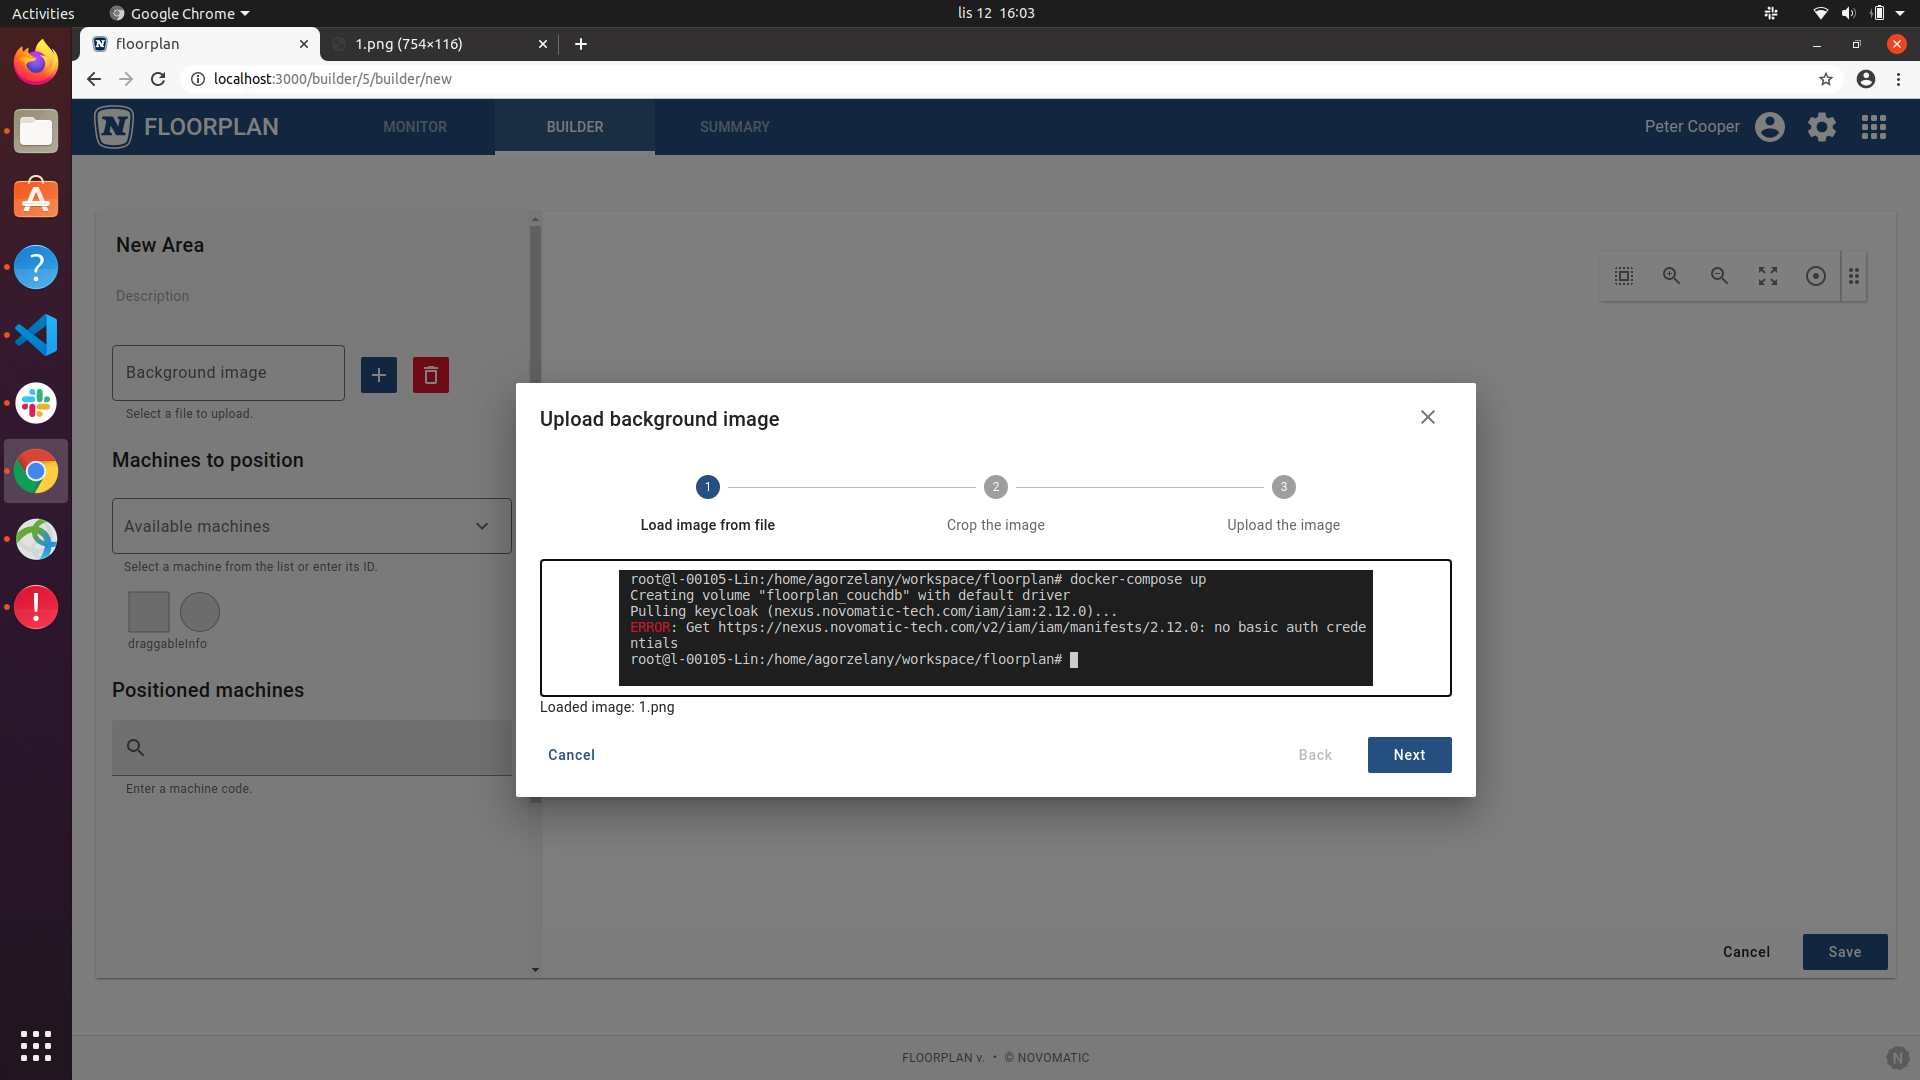 Activities
Google Chrome
lis 12 16:03
floorplan
1.png (754×116)
localhost:3000/builder/5/builder/new
N FLOORPLAN
MONITOR
BUILDER
SUMMARY
Peter Cooper
New Area
Description
Background image
Select a file to upload.
Machines to position
Available machines
Select a machine from the list or enter its ID.
draggableInfo
Positioned machines
Enter a machine code.
Upload background image
1
2
3
Load image from file
Crop the image
Upload the image
root@l-00105-Lin:/home/agorzelany/workspace/floorplan# docker-compose up
Creating volume "floorplan_couchdb" with default driver
Pulling keycloak (nexus.novomatic-tech.com/iam/iam:2.12.0)...
ERROR: Get https://nexus.novomatic-tech.com/v2/iam/iam/manifests/2.12.0: no basic auth crede
ntials
root@l-00105-Lin:/home/agorzelany/workspace/floorplan#
Loaded image: 1.png
Cancel
Back
Next
Cancel
Save
FLOORPLAN v. • © NOVOMATIC
N